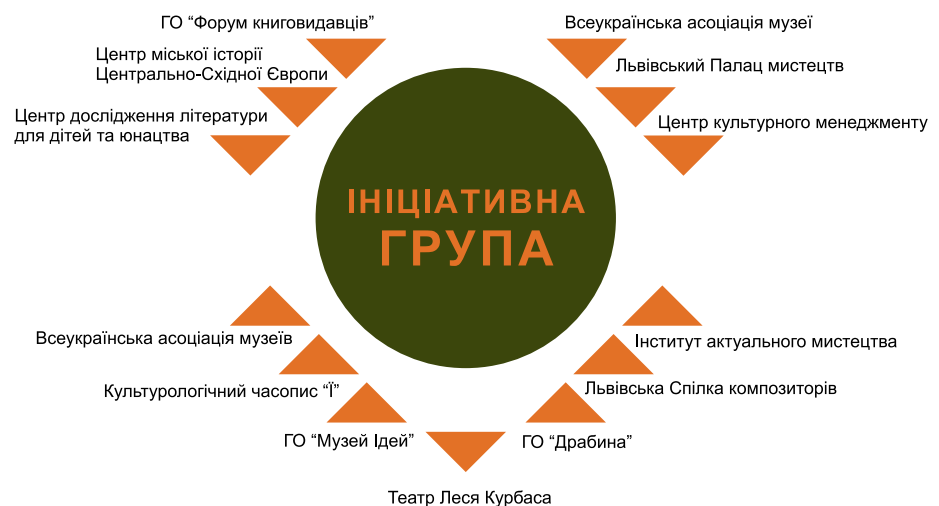 ГО “Форум книговидавців”
Центр міської історії
Центрально-Східної Європи
Центр дослідження літератури
для дітей та юнацтва
Всеукраїнська асоціація музеї
Львівський Палац мистецтв
Центр культурного менеджменту
ІНІЦІАТИВНА
ГРУПА
Всеукраїнська асоціація музеїв
Культурологічний часопис “Ї”
ГО “Музей Ідей”
Театр Леся Курбаса
Інститут актуального мистецтва
Львівська Спілка композиторів
ГО “Драбина”